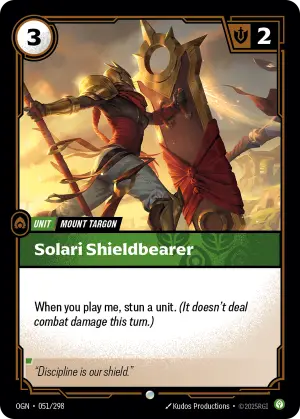 3
2
UNIT MOUNT TARGON
Solari Shieldbearer
When you play me, stun a unit. (It doesn't deal
combat damage this turn.)
"Discipline is our shield."
OGN • 051/298
Kudos Productions • ©2025RGI